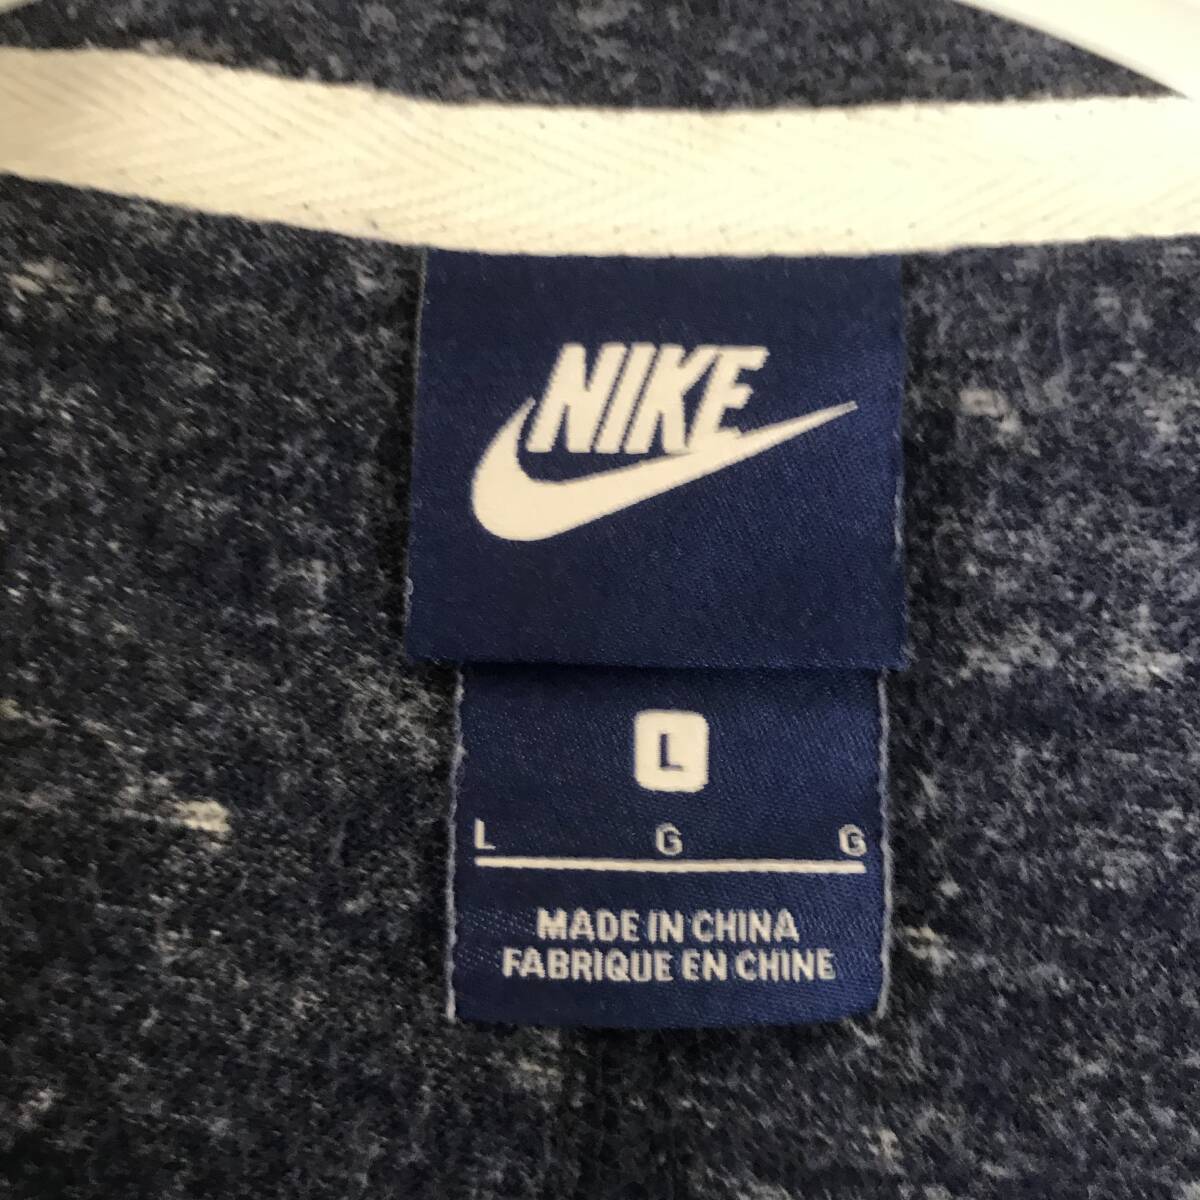 NIKE
L
L G G
MADE IN CHINA
FABRIQUE EN CHINE